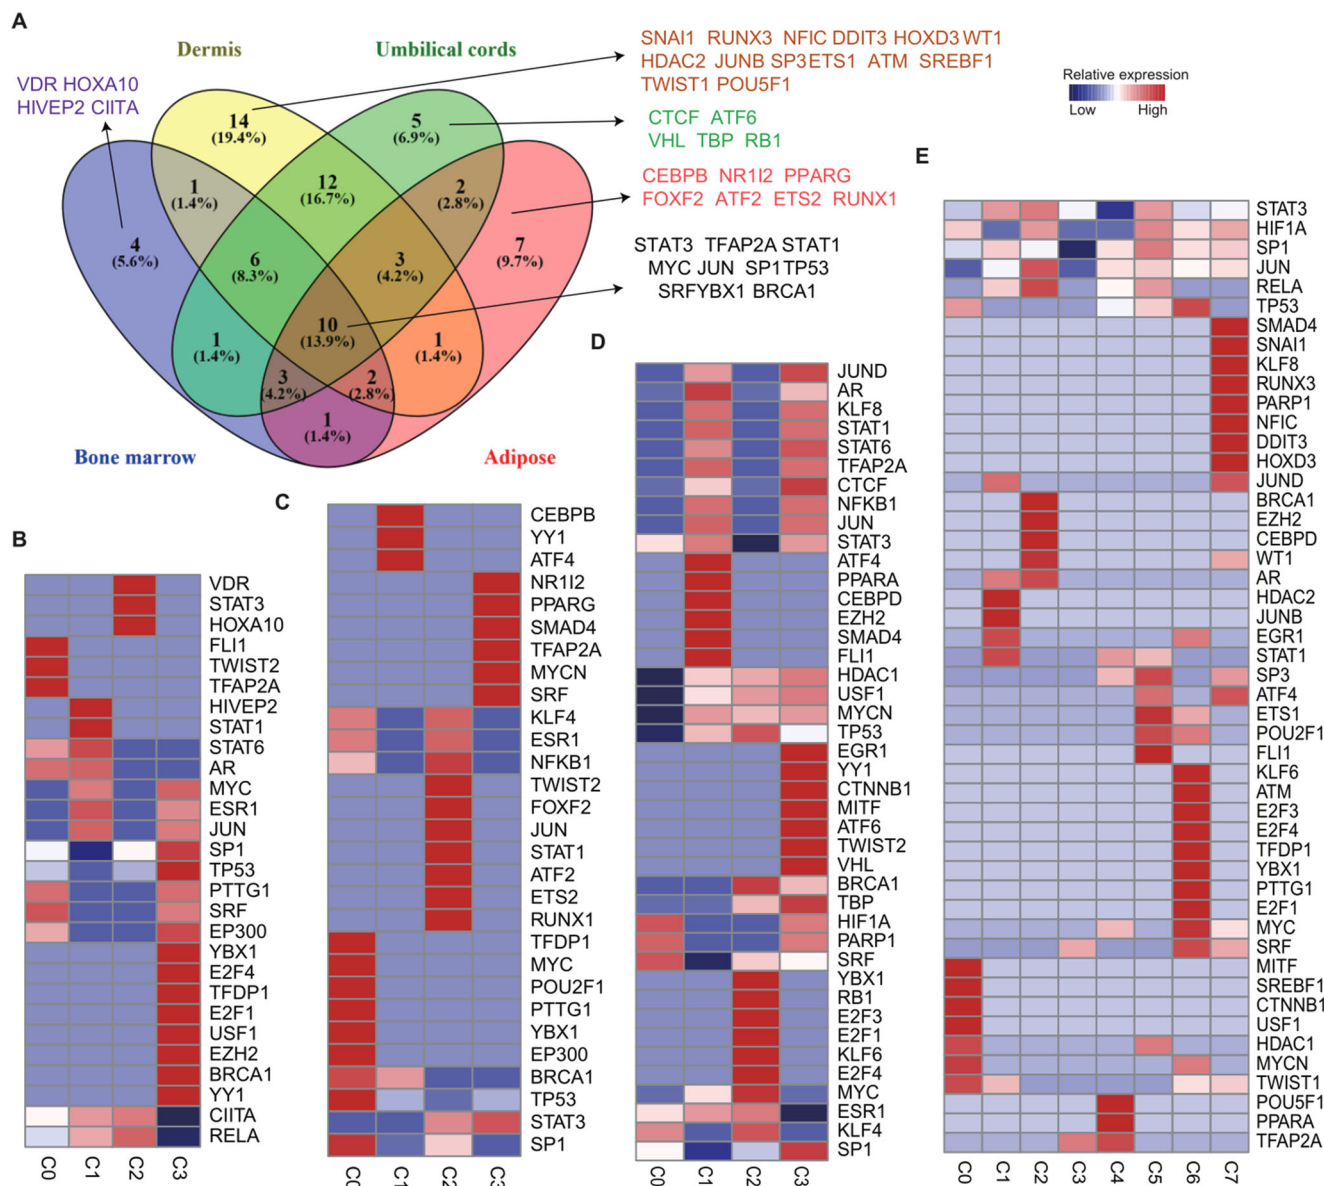 A
Dermis
Umbilical cords
VDR HOXA10
HIVEP2 CIITA
SNAI1 RUNX3 NFIC DDIT3 HOXD3 WT1
HDAC2 JUNB SP3 ETS1 ATM SREBF1
TWIST1 POU5F1
CTCF ATF6
VHL TBP RB1
CEBPB NR1I2 PPARG
FOXF2 ATF2 ETS2 RUNX1
STAT3 TFAP2A STAT1
MYC JUN SP1 TP53
SRF YBX1 BRCA1
14
(19.4%)
5
(6.9%)
1
(1.4%)
12
(16.7%)
2
(2.8%)
4
(5.6%)
6
(8.3%)
3
(4.2%)
7
(9.7%)
10
(13.9%)
1
(1.4%)
1
(1.4%)
3
(4.2%)
2
(2.8%)
1
(1.4%)
Bone marrow
Adipose
Relative expression
Low High
B
VDR
STAT3
HOXA10
FLI1
TWIST2
TFAP2A
HIVEP2
STAT1
STAT6
AR
MYC
ESR1
JUN
SP1
TP53
PTTG1
SRF
EP300
YBX1
E2F4
TFDP1
E2F1
USF1
EZH2
BRCA1
YY1
CIITA
RELA
C0 C1 C2 C3
C
CEBPB
YY1
ATF4
NR1I2
PPARG
SMAD4
TFAP2A
MYCN
SRF
KLF4
ESR1
NFKB1
TWIST2
FOXF2
JUN
STAT1
ATF2
ETS2
RUNX1
TFDP1
MYC
POU2F1
PTTG1
YBX1
EP300
BRCA1
TP53
STAT3
SP1
C0 C1 C2 C3
D
JUND
AR
KLF8
STAT1
STAT6
TFAP2A
CTCF
NFKB1
JUN
STAT3
ATF4
PPARA
CEBPD
EZH2
SMAD4
FLI1
HDAC1
USF1
MYCN
TP53
EGR1
YY1
CTNNB1
MITF
ATF6
TWIST2
VHL
BRCA1
TBP
HIF1A
PARP1
SRF
YBX1
RB1
E2F3
E2F1
KLF6
E2F4
MYC
ESR1
KLF4
SP1
C0 C1 C2 C3
E
STAT3
HIF1A
SP1
JUN
RELA
TP53
SMAD4
SNAI1
KLF8
RUNX3
PARP1
NFIC
DDIT3
HOXD3
JUND
BRCA1
EZH2
CEBPD
WT1
AR
HDAC2
JUNB
EGR1
STAT1
SP3
ATF4
ETS1
POU2F1
FLI1
KLF6
ATM
E2F3
E2F4
TFDP1
YBX1
PTTG1
E2F1
MYC
SRF
MITF
SREBF1
CTNNB1
USF1
HDAC1
MYCN
TWIST1
POU5F1
PPARA
TFAP2A
C0 C1 C2 C3 C4 C5 C6 C7